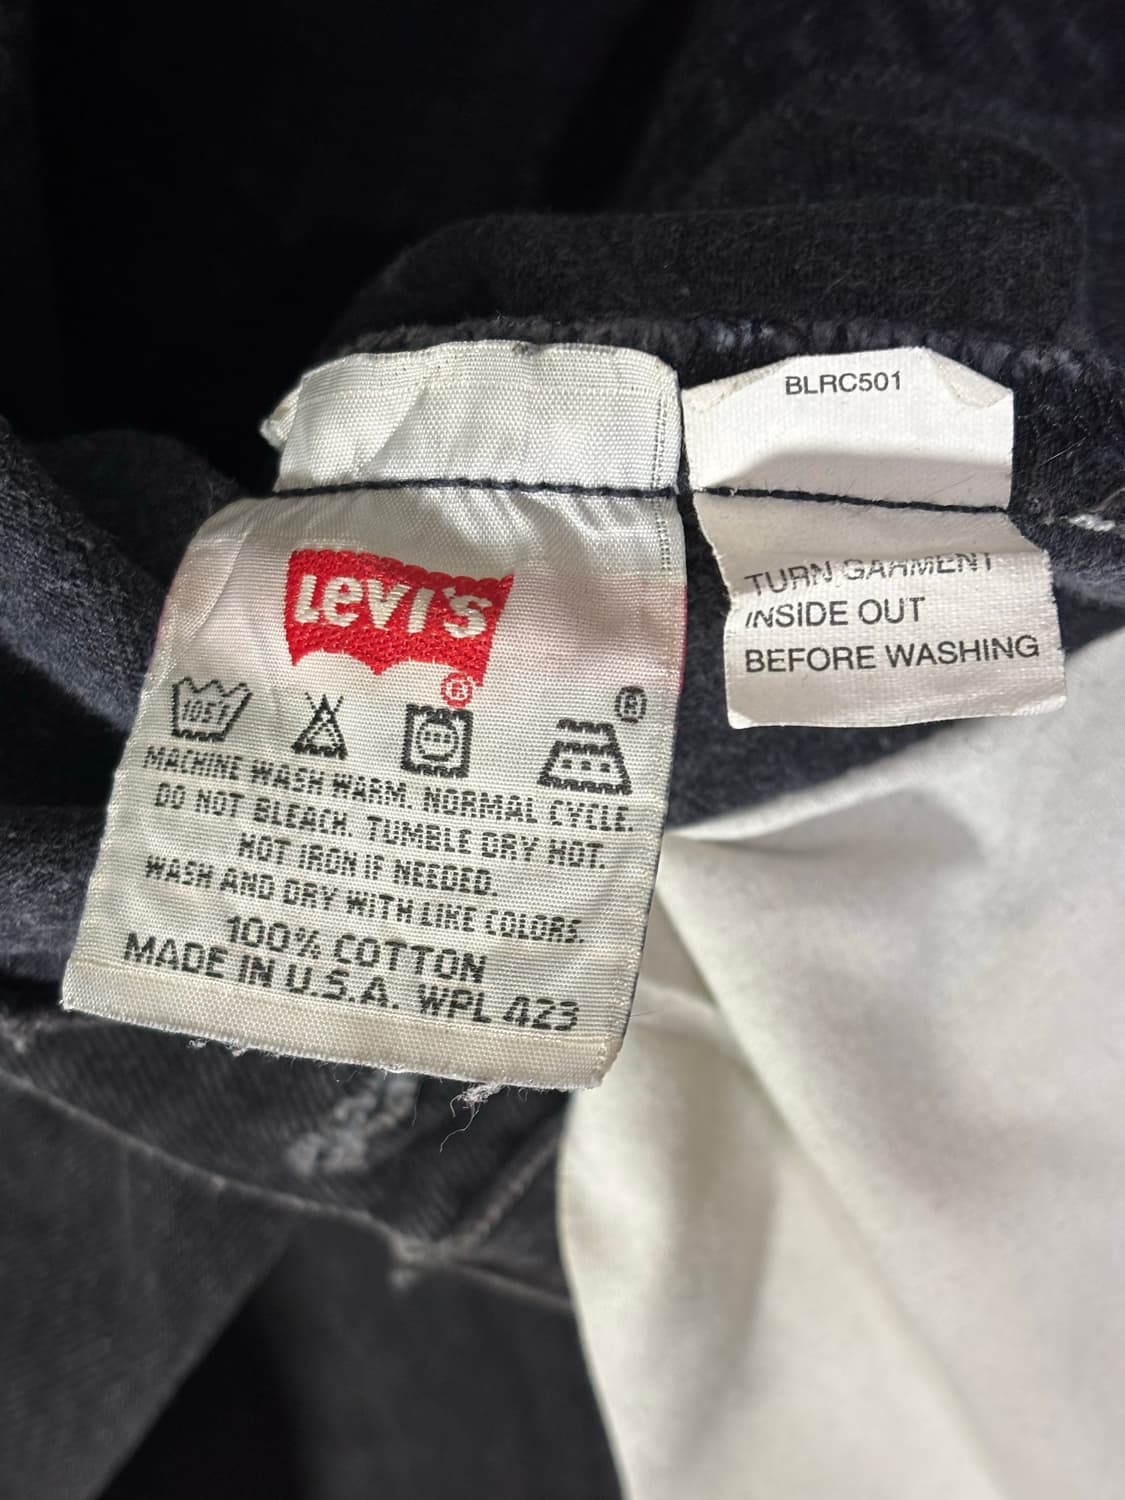 BLRC501
TURN GARMENT
INSIDE OUT
BEFORE WASHING
LEVI'S
®
105F
®
MACHINE WASH WARM. NORMAL CYCLE.
DO NOT BLEACH. TUMBLE DRY HOT.
HOT IRON IF NEEDED.
WASH AND DRY WITH LIKE COLORS.
100% COTTON
MADE IN U.S.A. WPL 423